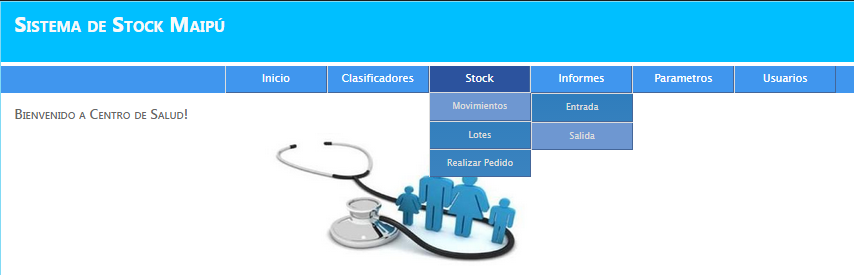 Sistema de Stock Maipú
Inicio Clasificadores Stock Informes Parametros Usuarios
Bienvenido a Centro de Salud!
Movimientos Entrada
Lotes Salida
Realizar Pedido